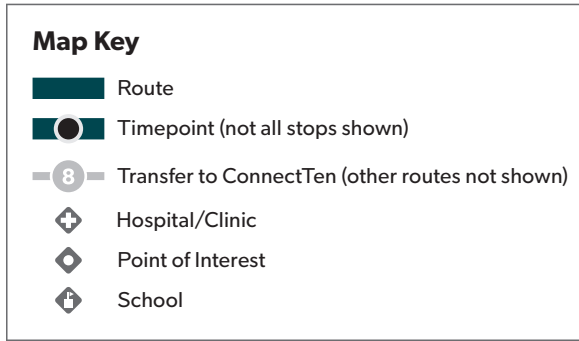 Map Key
Route
Timepoint (not all stops shown)
8 Transfer to ConnectTen (other routes not shown)
Hospital/Clinic
Point of Interest
School